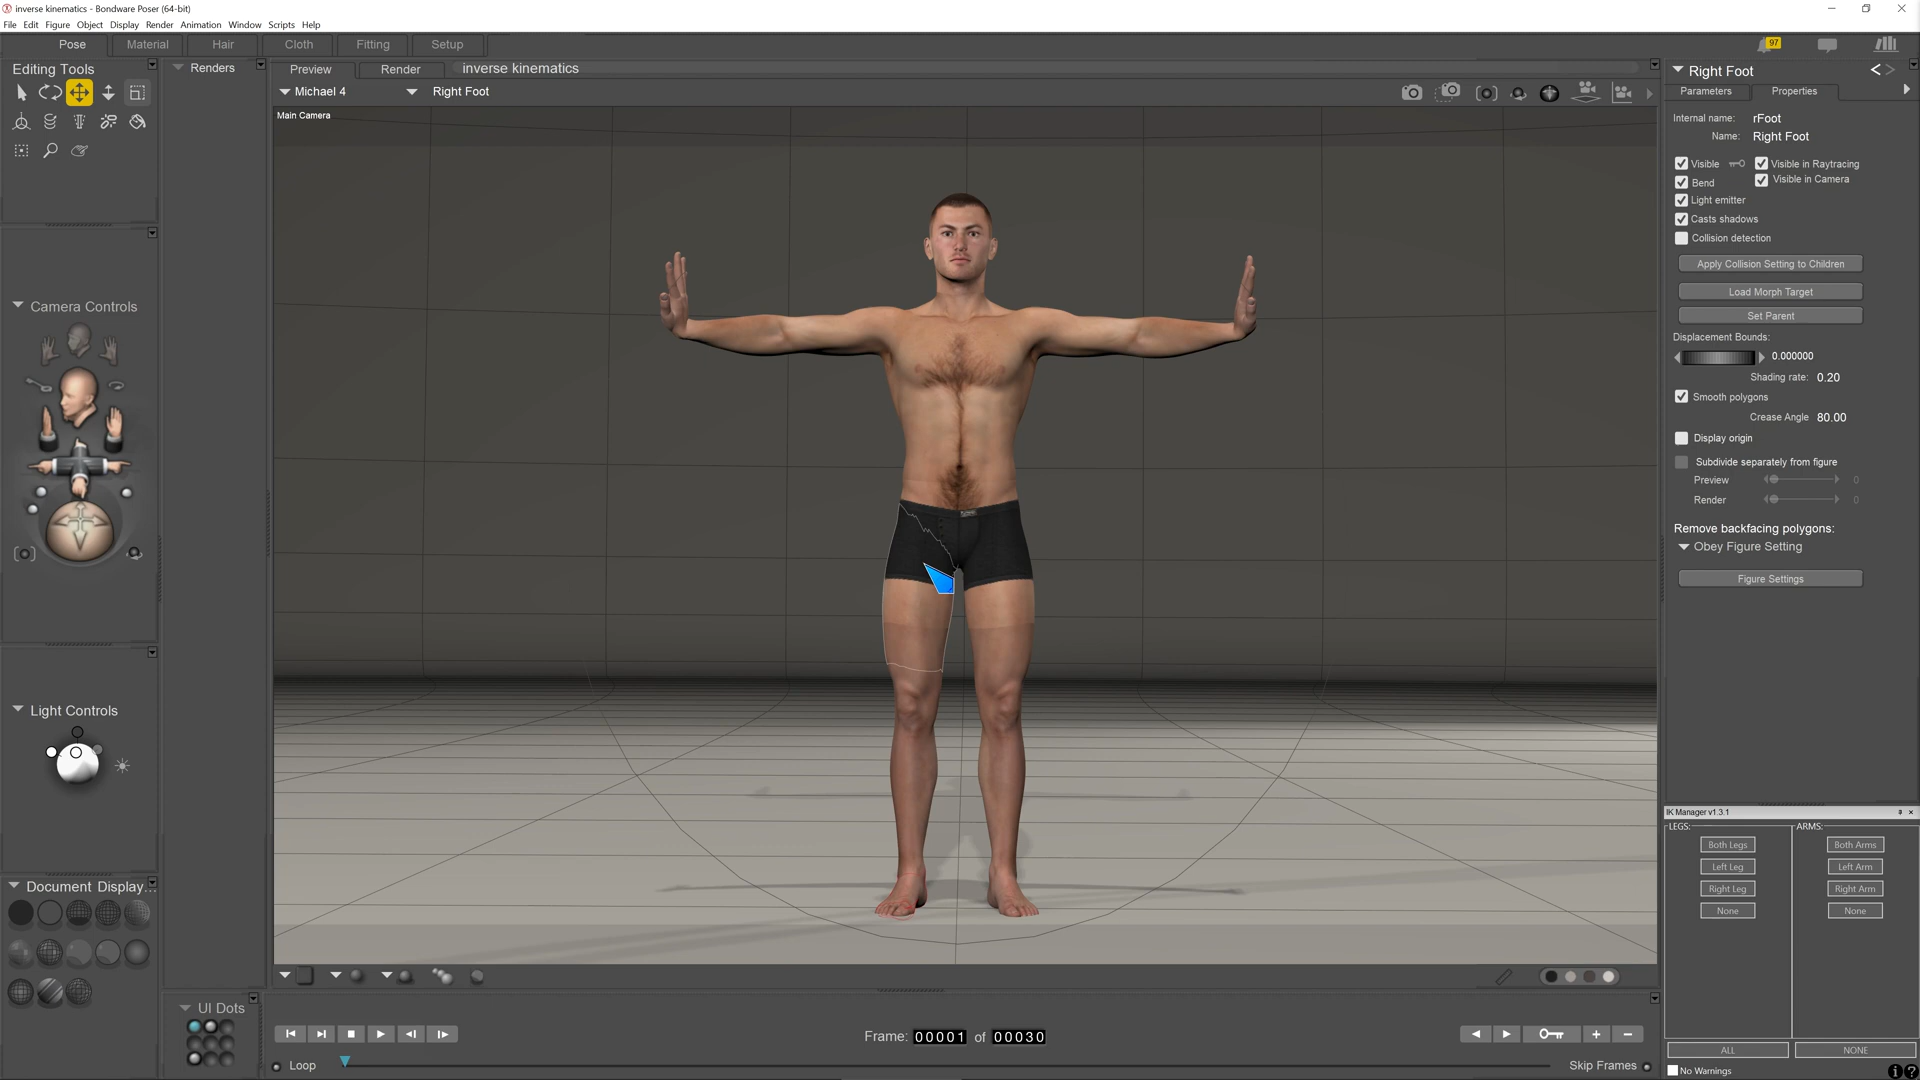 inverse kinematics - Bondware Poser (64-bit)
File Edit Figure Object Display Render Animation Window Scripts Help
Pose Material Hair Cloth Fitting Setup
97
Editing Tools
Renders
Preview Render inverse kinematics
Michael 4 Right Foot
Main Camera
Camera Controls
Light Controls
Document Display...
UI Dots
Right Foot
Parameters Properties
Internal name: rFoot
Name: Right Foot
Visible Visible in Raytracing
Bend Visible in Camera
Light emitter
Casts shadows
Collision detection
Apply Collision Setting to Children
Load Morph Target
Set Parent
Displacement Bounds:
0.000000
Shading rate: 0.20
Smooth polygons
Crease Angle 80.00
Display origin
Subdivide separately from figure
Preview 0
Render 0
Remove backfacing polygons:
Obey Figure Setting
Figure Settings
IK Manager v1.3.1
LEGS: ARMS:
Both Legs Both Arms
Left Leg Left Arm
Right Leg Right Arm
None None
ALL NONE
No Warnings
Frame: 00001 of 00030
Loop Skip Frames